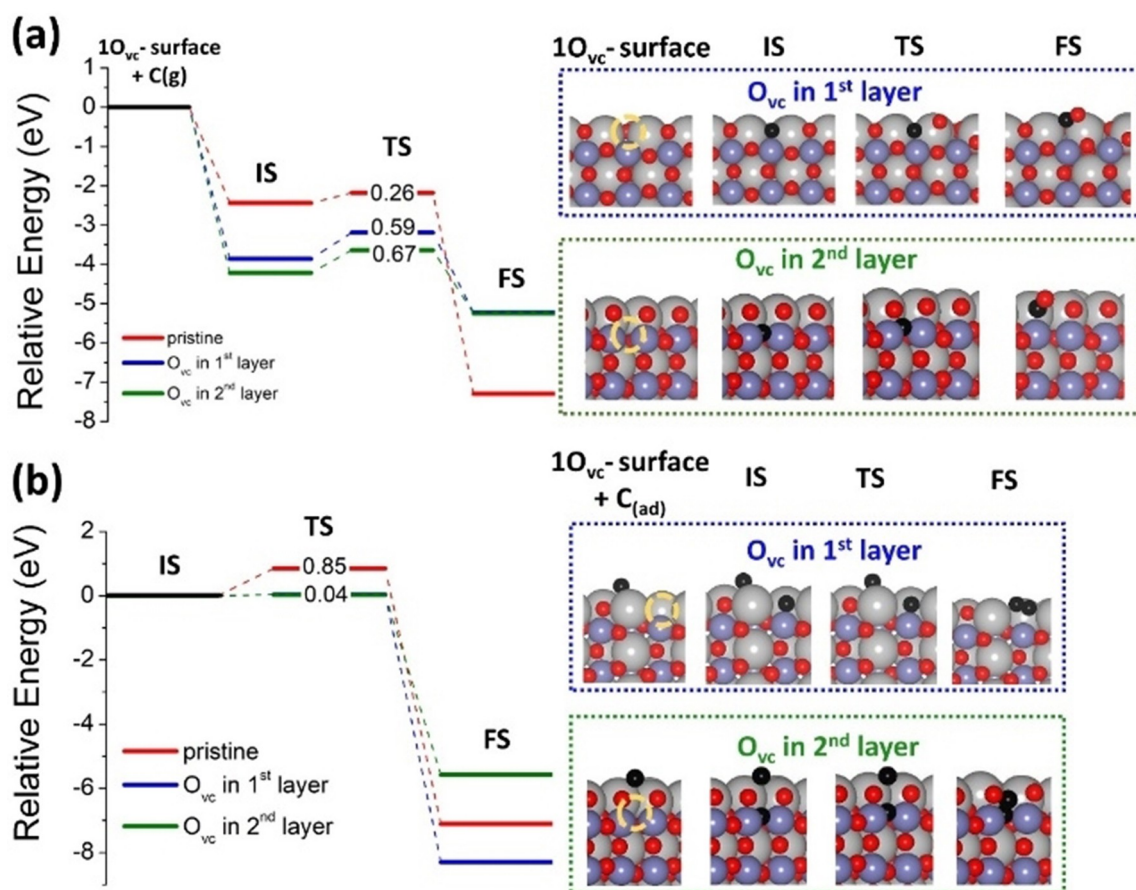 (a)
1Ovc- surface
+ C(g)
Relative Energy (eV)
1
0
-1
-2
-3
-4
-5
-6
-7
-8
IS
TS
FS
0.26
0.59
0.67
pristine
Ovc in 1st layer
Ovc in 2nd layer
1Ovc- surface IS TS FS
Ovc in 1st layer
Ovc in 2nd layer
(b)
Relative Energy (eV)
2
0
-2
-4
-6
-8
IS
TS
FS
0.85
0.04
pristine
Ovc in 1st layer
Ovc in 2nd layer
1Ovc- surface
+ C(ad)
IS TS FS
Ovc in 1st layer
Ovc in 2nd layer